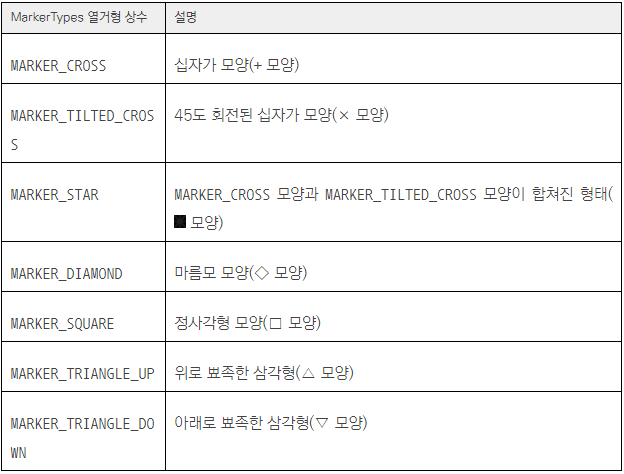 MarkerTypes 열거형 상수 설명
MARKER_CROSS 십자가 모양(+ 모양)
MARKER_TILTED_CROS 45도 회전된 십자가 모양(× 모양)
S
MARKER_STAR MARKER_CROSS 모양과 MARKER_TILTED_CROSS 모양이 합쳐진 형태(
■ 모양)
MARKER_DIAMOND 마름모 모양(◇ 모양)
MARKER_SQUARE 정사각형 모양(□ 모양)
MARKER_TRIANGLE_UP 위로 뾰족한 삼각형(△ 모양)
MARKER_TRIANGLE_DO 아래로 뾰족한 삼각형(▽ 모양)
WN